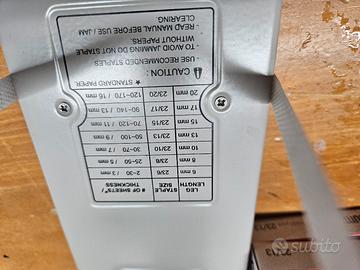 LEG LENGTH STAPLE SIZE # OF SHEETS*/ THICKNESS
6 mm 23/6 2-30 / 3 mm
8 mm 23/8 25-50 / 5 mm
10 mm 23/10 30-70 / 7 mm
13 mm 23/13 50-100 / 9 mm
15 mm 23/15 70-120 / 11 mm
17 mm 23/17 90-140 / 13 mm
20 mm 23/20 120-170 / 16 mm
★ STANDARD PAPER
CAUTION:
- USE RECOMMENDED STAPLES
- TO AVOID JAMMING DO NOT STAPLE
WITHOUT PAPERS.
- READ MANUAL BEFORE USE / JAM
CLEARING.
23/13
subito